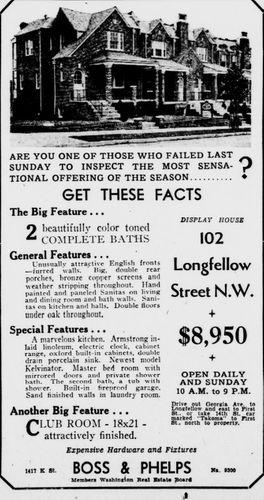 ARE YOU ONE OF THOSE WHO FAILED LAST
SUNDAY TO INSPECT THE MOST SENSA-
TIONAL OFFERING OF THE SEASON..........?
GET THESE FACTS
The Big Feature...
2 beautifully color toned
COMPLETE BATHS
General Features...
Unusually attractive English fronts
—furred walls. Big, double rear
porches, bronze copper screens and
weather stripping throughout. Hand
painted and paneled Sanitas on living
and dining room and bath walls. Sani-
tas on kitchen and halls. Double floors
under oak throughout.
Special Features...
A marvelous kitchen. Armstrong in-
laid linoleum, electric clock, cabinet
range, oxford built-in cabinets, double
drain porcelain sink. Newest model
Kelvinator. Master bed room with
mirrored doors and private shower
bath. The second bath, a tub with
shower. Built-in fireproof garage.
Sand finished walls in laundry room.
Another Big Feature...
CLUB ROOM - 18x21 -
attractively finished.
DISPLAY HOUSE
102
Longfellow
Street N.W.
+
$8,950
+
OPEN DAILY
AND SUNDAY
10 A.M. to 9 P.M.
Drive out Georgia Ave. to
Longfellow and east to First
St., or take 14th St. car
marked "Takoma" to First
St., north to property.
Expensive Hardware and Fixtures
1417 K St. BOSS & PHELPS No. 9300
Members Washington Real Estate Board